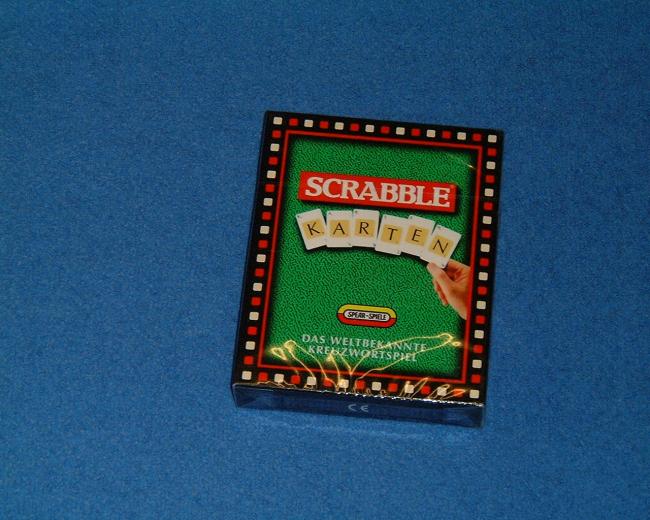 SCRABBLE
KARTEN
SPEAR-SPIELE
DAS WELTBEKANNTE
KREUZWORTSPIEL
CE